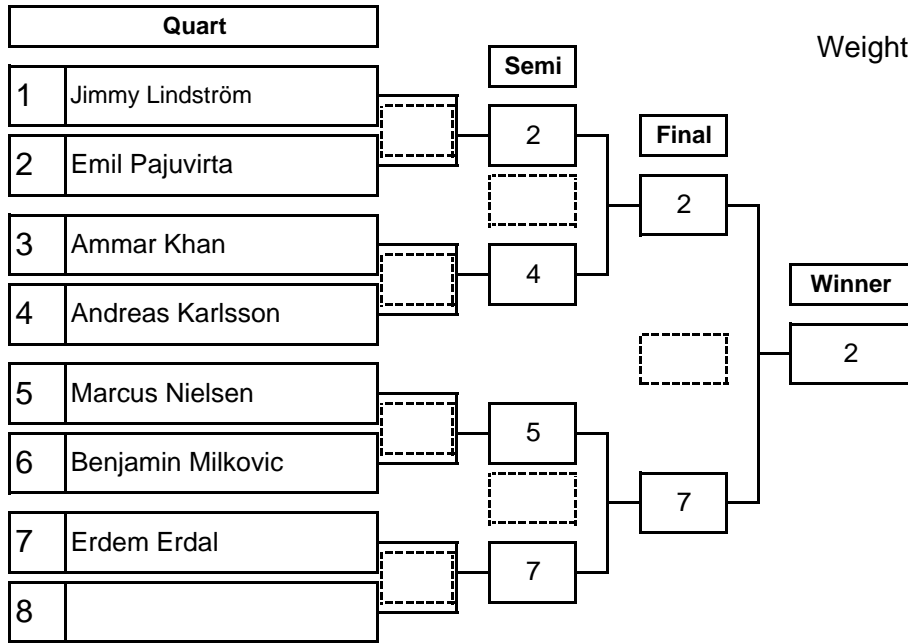 Quart
Weight
Semi
1 Jimmy Lindström
2
Final
2 Emil Pajuvirta
2
3 Ammar Khan
4
Winner
4 Andreas Karlsson
2
5 Marcus Nielsen
5
6 Benjamin Milkovic
7
7 Erdem Erdal
7
8